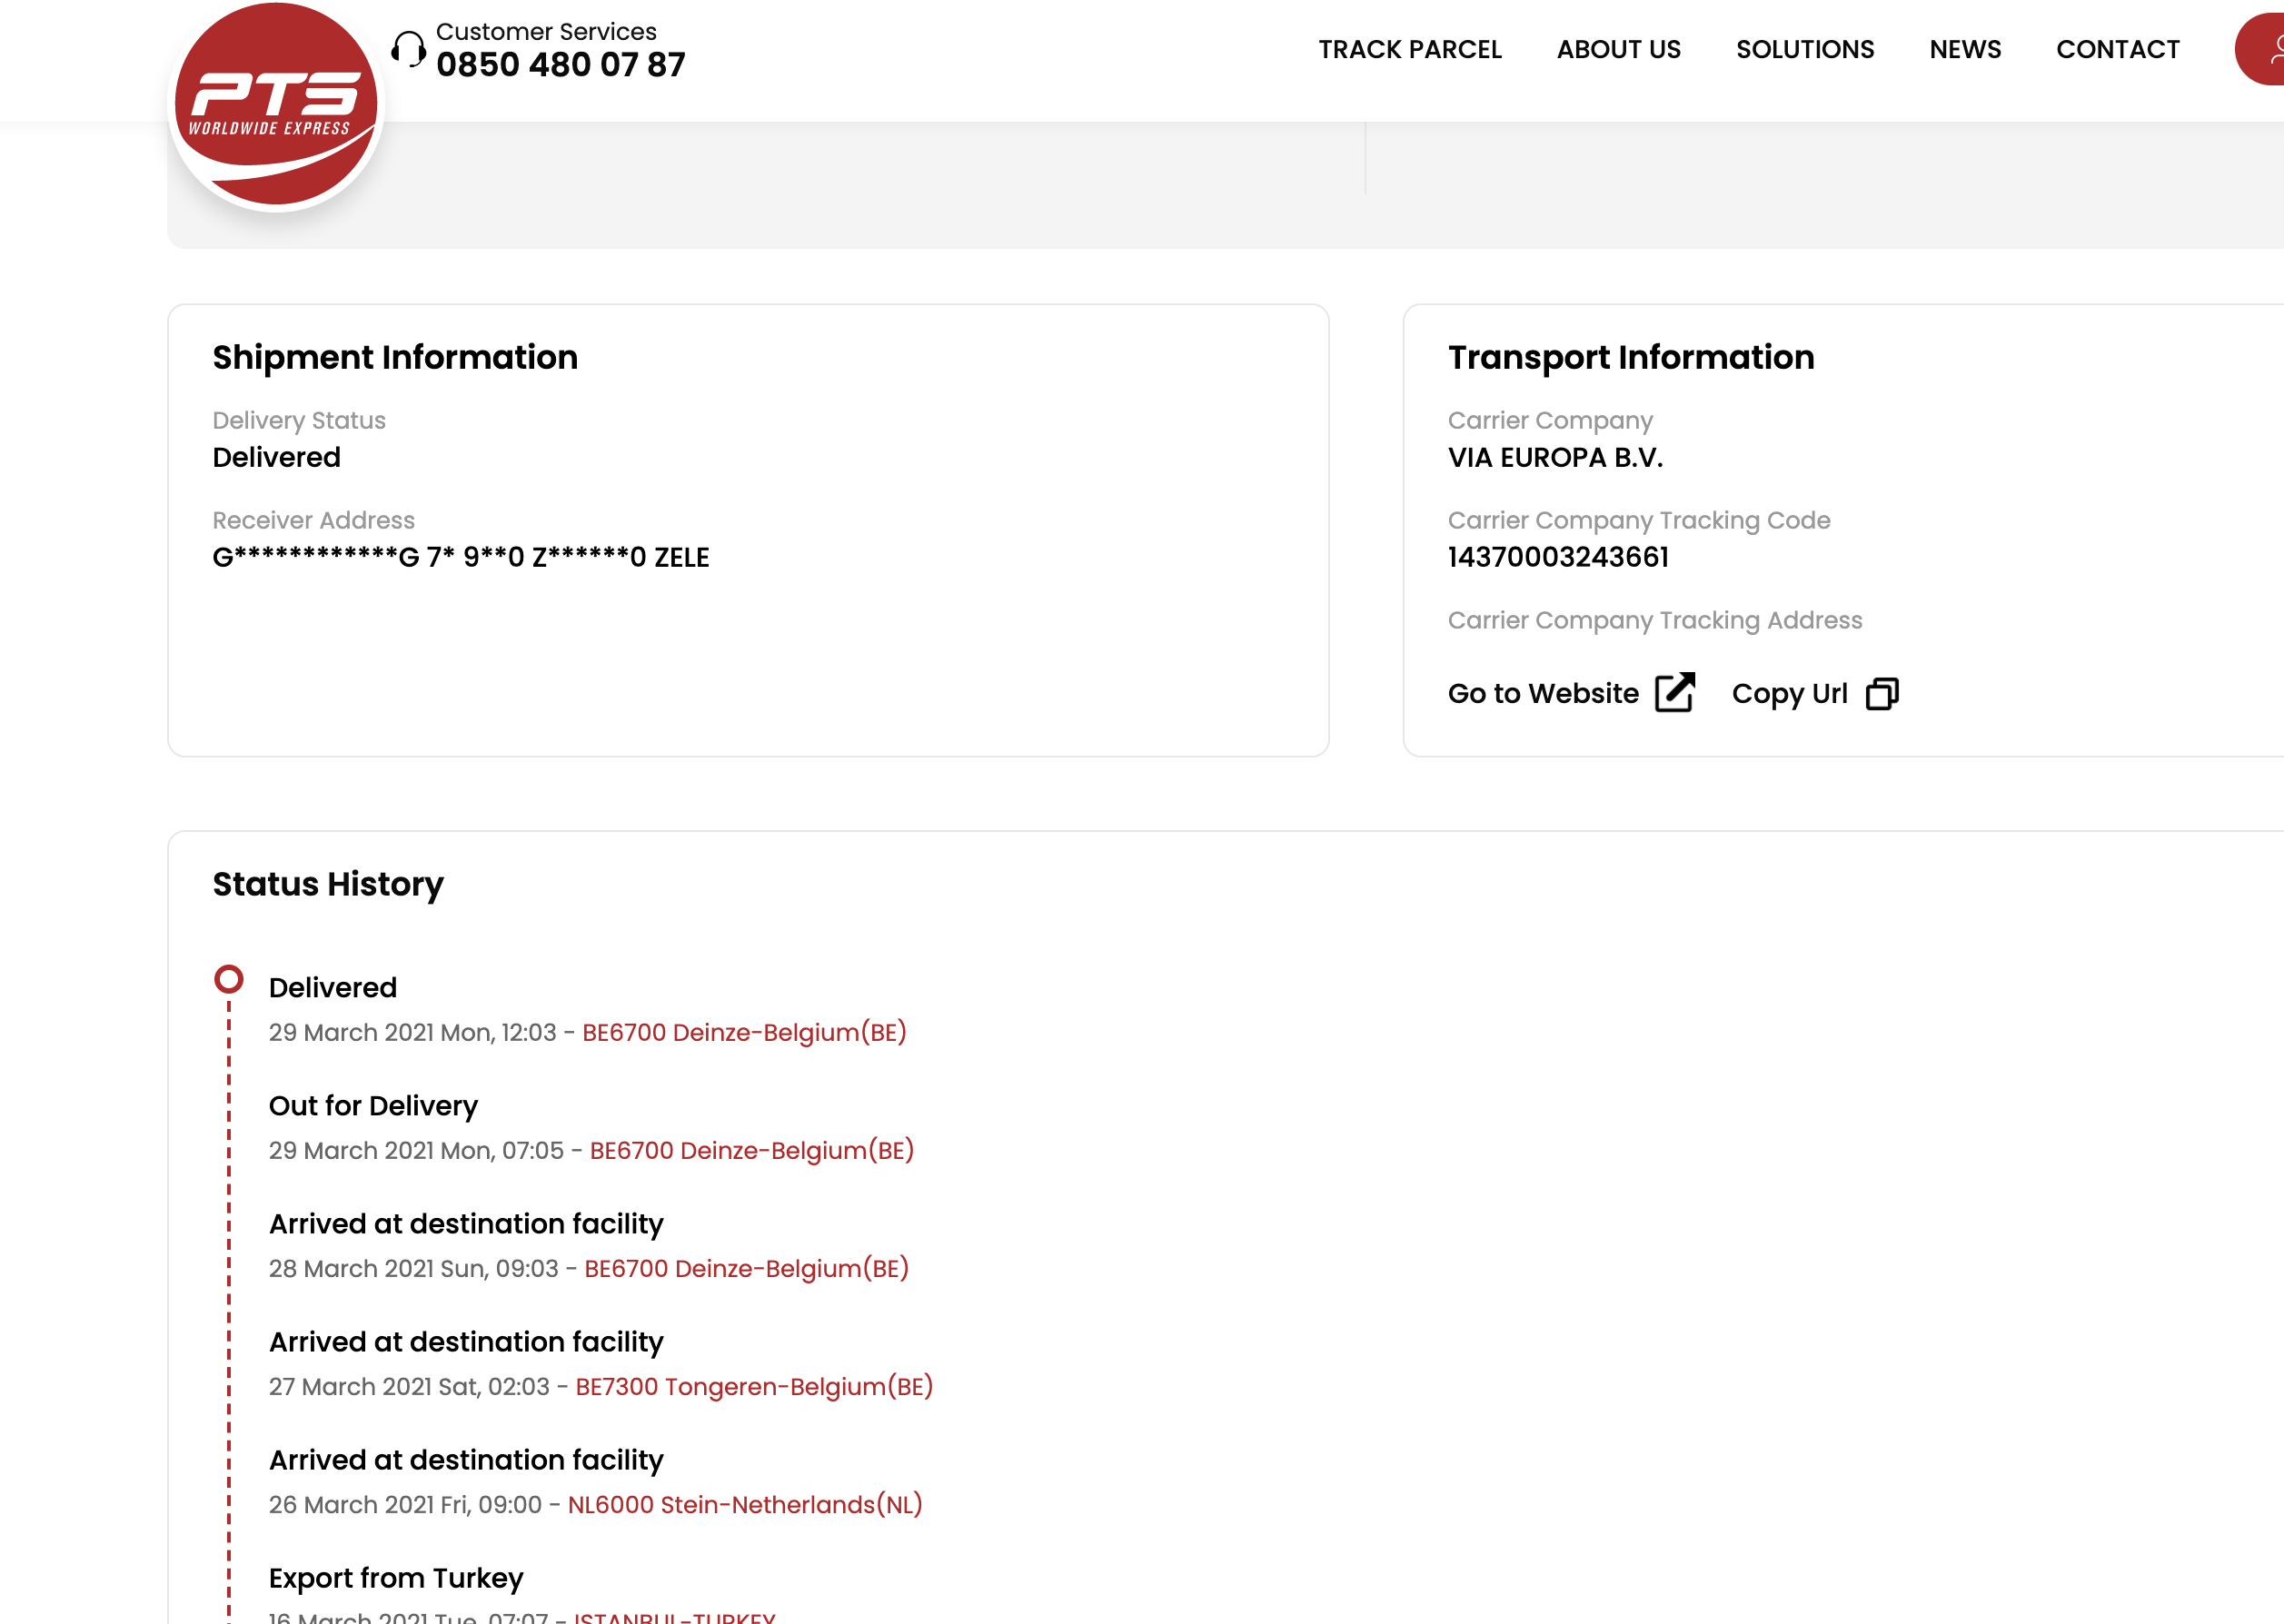 PTS
WORLDWIDE EXPRESS
Customer Services
0850 480 07 87
TRACK PARCEL
ABOUT US
SOLUTIONS
NEWS
CONTACT
Shipment Information
Delivery Status
Delivered
Receiver Address
G************G 7* 9**0 Z******0 ZELE
Transport Information
Carrier Company
VIA EUROPA B.V.
Carrier Company Tracking Code
14370003243661
Carrier Company Tracking Address
Go to Website
Copy Url
Status History
Delivered
29 March 2021 Mon, 12:03 - BE6700 Deinze-Belgium(BE)
Out for Delivery
29 March 2021 Mon, 07:05 - BE6700 Deinze-Belgium(BE)
Arrived at destination facility
28 March 2021 Sun, 09:03 - BE6700 Deinze-Belgium(BE)
Arrived at destination facility
27 March 2021 Sat, 02:03 - BE7300 Tongeren-Belgium(BE)
Arrived at destination facility
26 March 2021 Fri, 09:00 - NL6000 Stein-Netherlands(NL)
Export from Turkey
16 March 2021 Tue, 07:07 - ISTANBUL-TURKEY